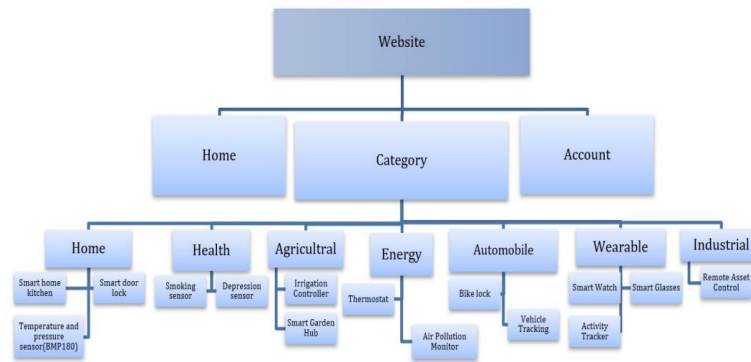 Website
Home
Category
Account
Home
Health
Agricultral
Energy
Automobile
Wearable
Industrial
Smart home
kitchen
Smart door
lock
Temperature and
pressure
sensor(BMP180)
Smoking
sensor
Depression
sensor
Irrigation
Controller
Smart Garden
Hub
Thermostat
Air Pollution
Monitor
Bike lock
Vehicle
Tracking
Smart Watch
Smart Glasses
Activity
Tracker
Remote Asset
Control